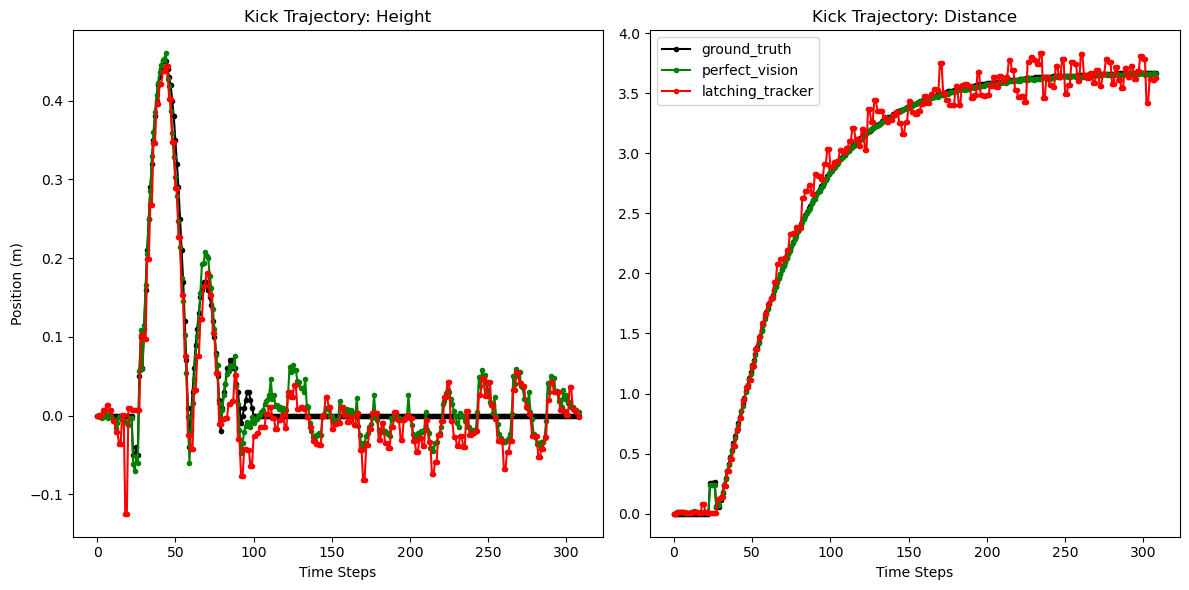 Kick Trajectory: Height
Position (m)
0.4
0.3
0.2
0.1
0.0
−0.1
0 50 100 150 200 250 300
Time Steps
Kick Trajectory: Distance
ground_truth
perfect_vision
latching_tracker
4.0
3.5
3.0
2.5
2.0
1.5
1.0
0.5
0.0
0 50 100 150 200 250 300
Time Steps